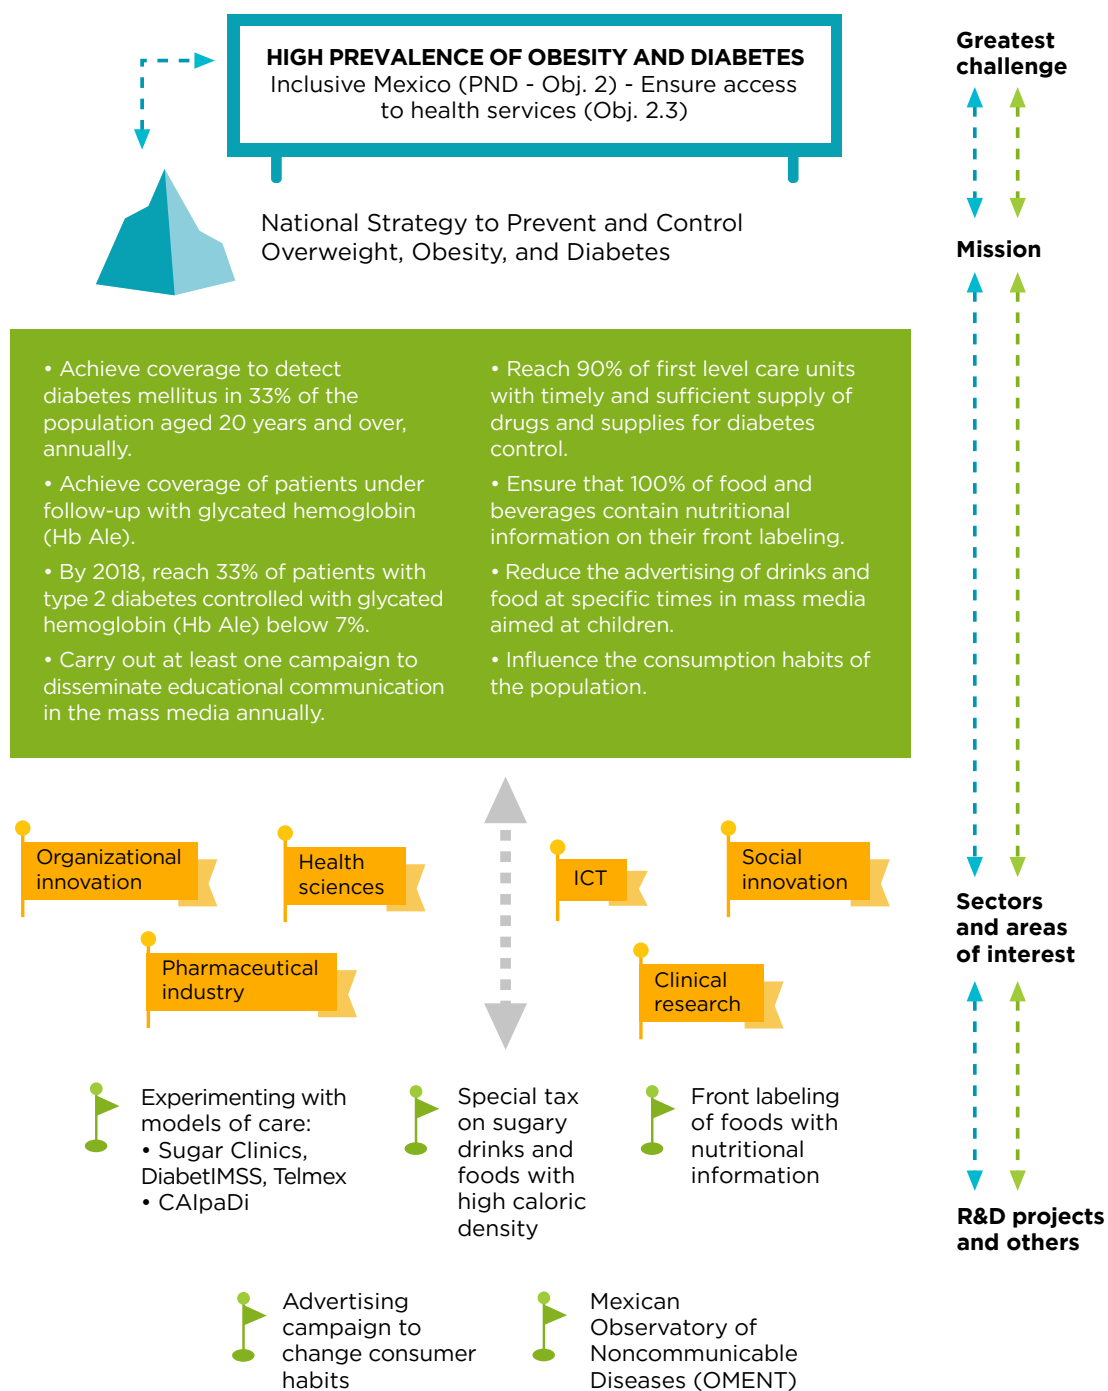 HIGH PREVALENCE OF OBESITY AND DIABETES
Inclusive Mexico (PND - Obj. 2) - Ensure access
to health services (Obj. 2.3)
Greatest
challenge
National Strategy to Prevent and Control
Overweight, Obesity, and Diabetes
Mission
• Achieve coverage to detect
diabetes mellitus in 33% of the
population aged 20 years and over,
annually.
• Achieve coverage of patients under
follow-up with glycated hemoglobin
(Hb Ale).
• By 2018, reach 33% of patients with
type 2 diabetes controlled with glycated
hemoglobin (Hb Ale) below 7%.
• Carry out at least one campaign to
disseminate educational communication
in the mass media annually.
• Reach 90% of first level care units
with timely and sufficient supply of
drugs and supplies for diabetes
control.
• Ensure that 100% of food and
beverages contain nutritional
information on their front labeling.
• Reduce the advertising of drinks and
food at specific times in mass media
aimed at children.
• Influence the consumption habits of
the population.
Organizational
innovation
Health
sciences
ICT
Social
innovation
Pharmaceutical
industry
Clinical
research
Sectors
and areas
of interest
Experimenting with
models of care:
• Sugar Clinics,
DiabetIMSS, Telmex
• CAIpaDi
Special tax
on sugary
drinks and
foods with
high caloric
density
Front labeling
of foods with
nutritional
information
R&D projects
and others
Advertising
campaign to
change consumer
habits
Mexican
Observatory of
Noncommunicable
Diseases (OMENT)